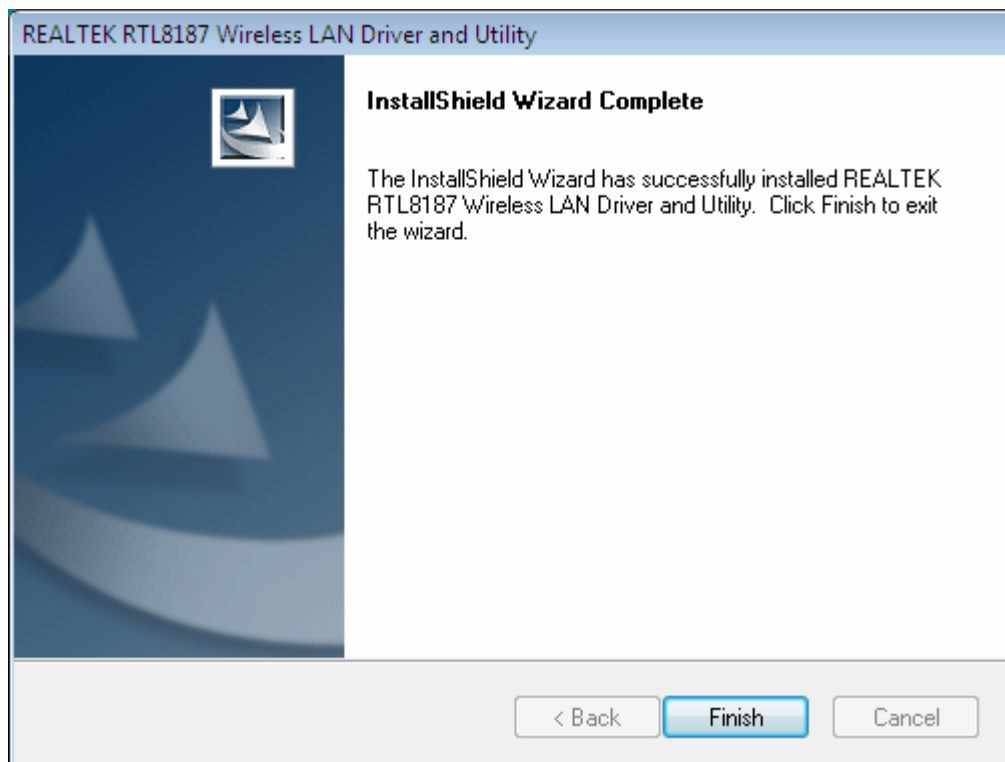 REALTEK RTL8187 Wireless LAN Driver and Utility
InstallShield Wizard Complete
The InstallShield Wizard has successfully installed REALTEK
RTL8187 Wireless LAN Driver and Utility.  Click Finish to exit
the wizard.
< Back
Finish
Cancel